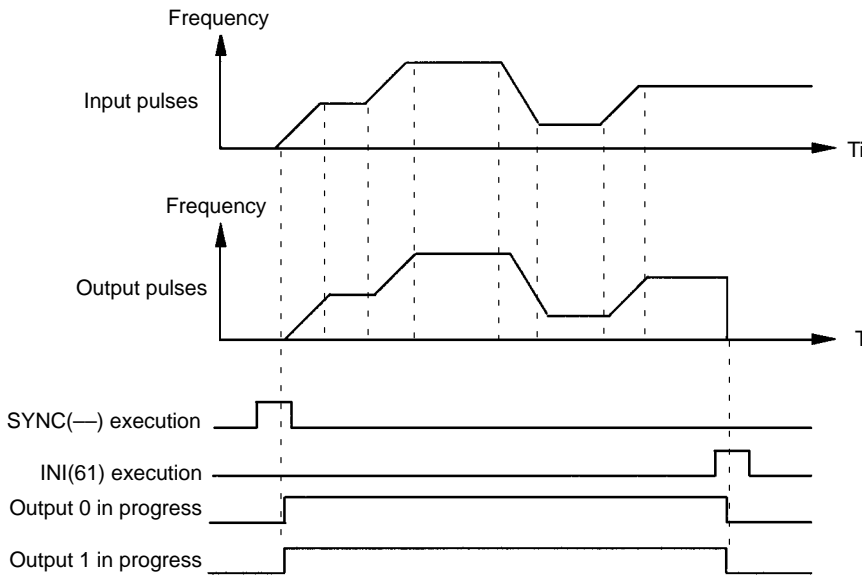 Frequency
Input pulses
Ti
Frequency
Output pulses
T
SYNC(––) execution
INI(61) execution
Output 0 in progress
Output 1 in progress